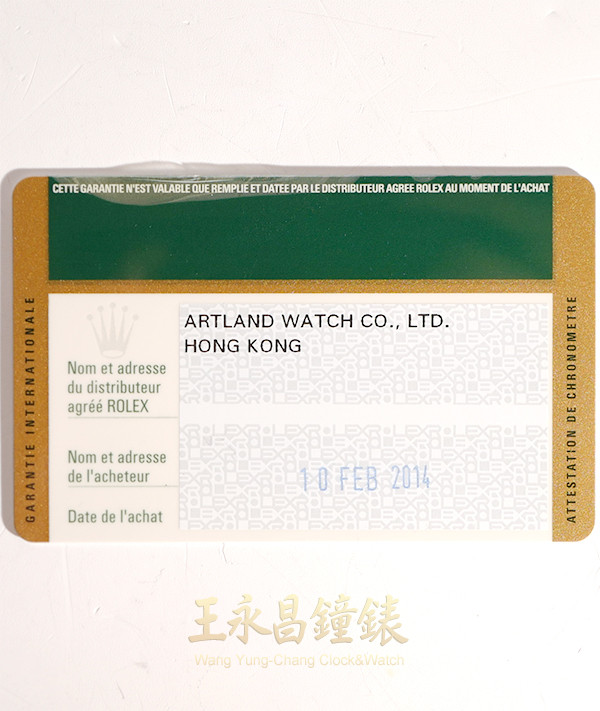 CETTE GARANTIE N'EST VALABLE QUE REMPLIE ET DATEE PAR LE DISTRIBUTEUR AGREE ROLEX AU MOMENT DE L'ACHAT
GARANTIE INTERNATIONALE
ARTLAND WATCH CO., LTD.
HONG KONG
Nom et adresse
du distributeur
agréé ROLEX
Nom et adresse
de l'acheteur
10 FEB 2014
Date de l'achat
ATTESTATION DE CHRONOMETRE
王永昌鐘錶
Wang Yung-Chang Clock&Watch